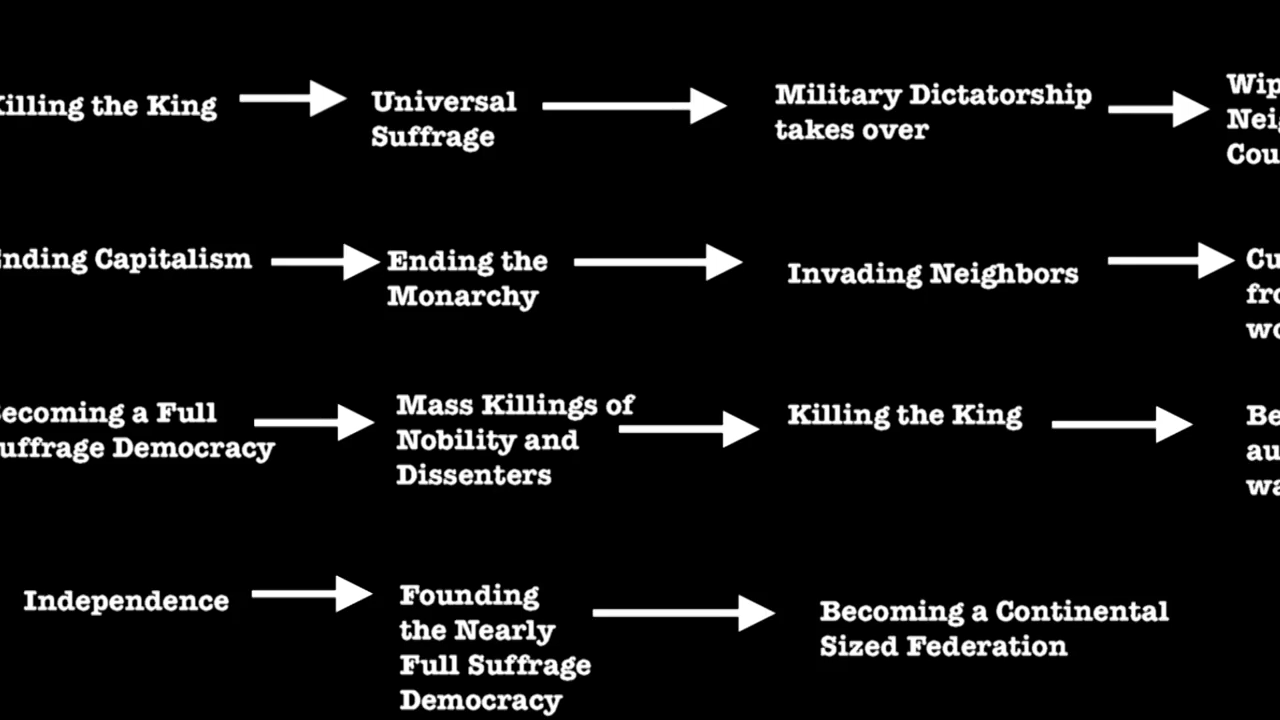 Killing the King
Universal
Suffrage
Military Dictatorship
takes over
Ending Capitalism
Ending the
Monarchy
Invading Neighbors
Becoming a Full
Suffrage Democracy
Mass Killings of
Nobility and
Dissenters
Killing the King
Independence
Founding
the Nearly
Full Suffrage
Democracy
Becoming a Continental
Sized Federation